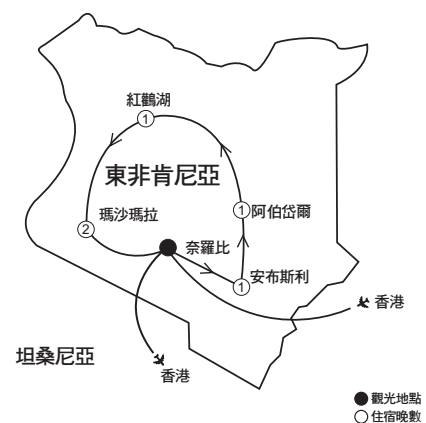 紅鸛湖
1
東非肯尼亞
1
阿伯岱爾
瑪沙瑪拉
2
奈羅比
安布斯利
1
香港
坦桑尼亞
香港
觀光地點
住宿晚數